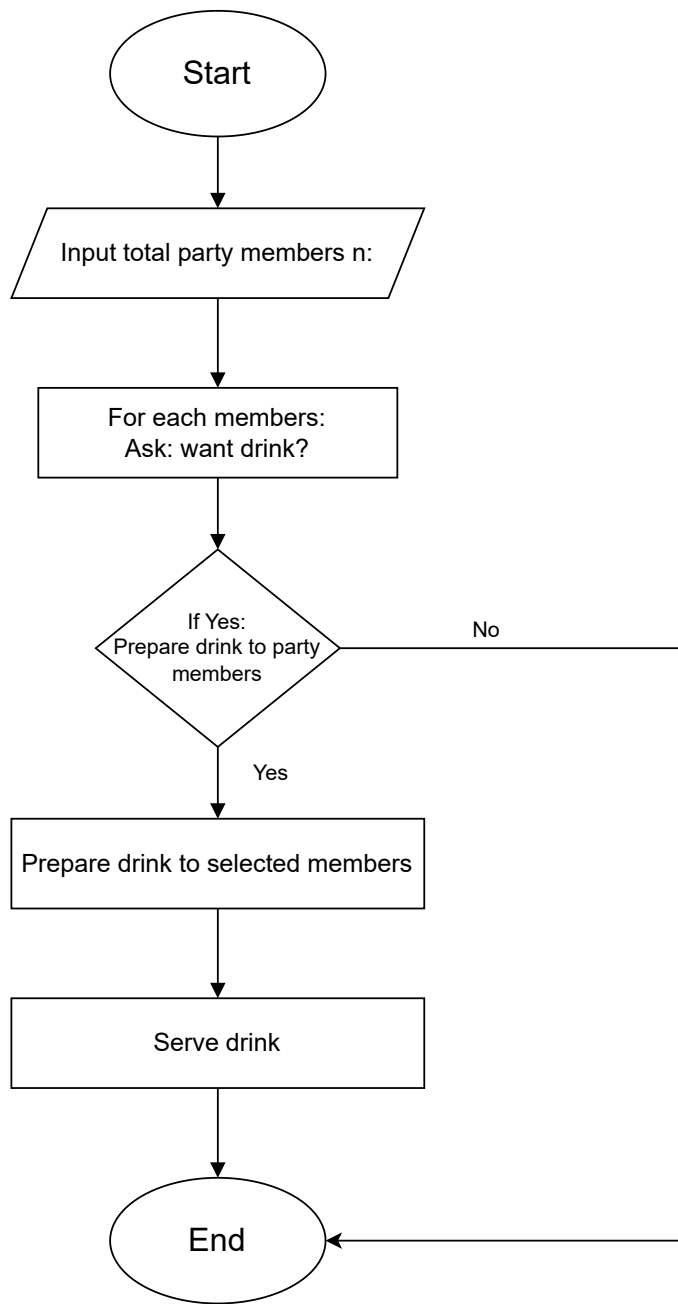 Start
Input total party members n:
For each members:
Ask: want drink?
If Yes:
Prepare drink to party
members
No
Yes
Prepare drink to selected members
Serve drink
End